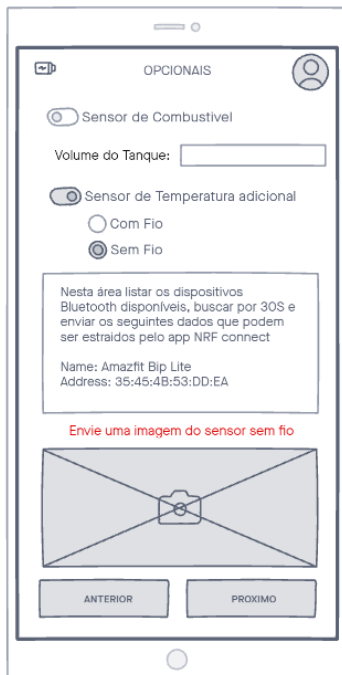 OPCIONAIS
Sensor de Combustivel
Volume do Tanque:
Sensor de Temperatura adicional
Com Fio
Sem Fio
Nesta área listar os dispositivos
Bluetooth disponíveis, buscar por 30S e
enviar os seguintes dados que podem
ser estraidos pelo app NRF connect
Name: Amazfit Bip Lite
Address: 35:45:4B:53:DD:EA
Envie uma imagem do sensor sem fio
ANTERIOR
PROXIMO